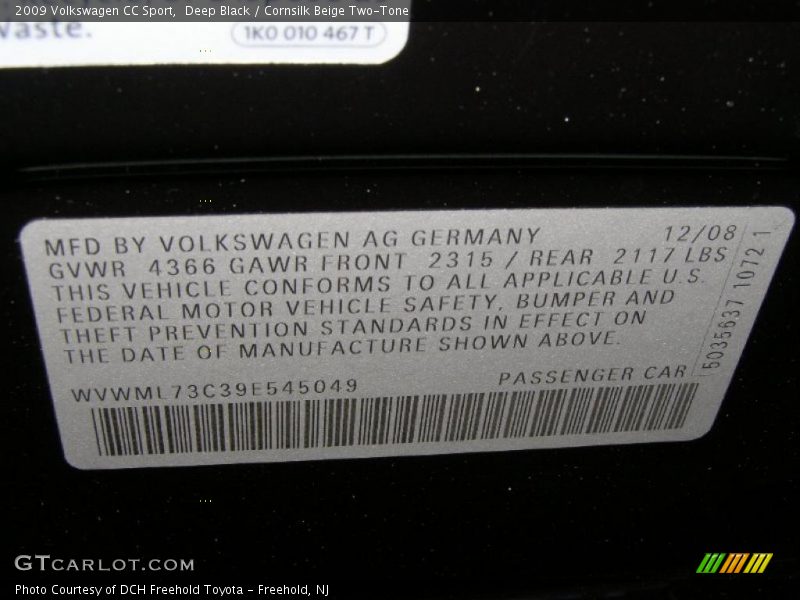 2009 Volkswagen CC Sport,  Deep Black / Cornsilk Beige Two-Tone
waste.
1K0 010 467 T
MFD BY VOLKSWAGEN AG GERMANY 12/08
GVWR 4366 GAWR FRONT 2315 / REAR 2117 LBS
THIS VEHICLE CONFORMS TO ALL APPLICABLE U.S.
FEDERAL MOTOR VEHICLE SAFETY, BUMPER AND
THEFT PREVENTION STANDARDS IN EFFECT ON
THE DATE OF MANUFACTURE SHOWN ABOVE.
WVWML73C39E545049 PASSENGER CAR
5035637 10721
GTCARLOT.COM
Photo Courtesy of DCH Freehold Toyota - Freehold, NJ